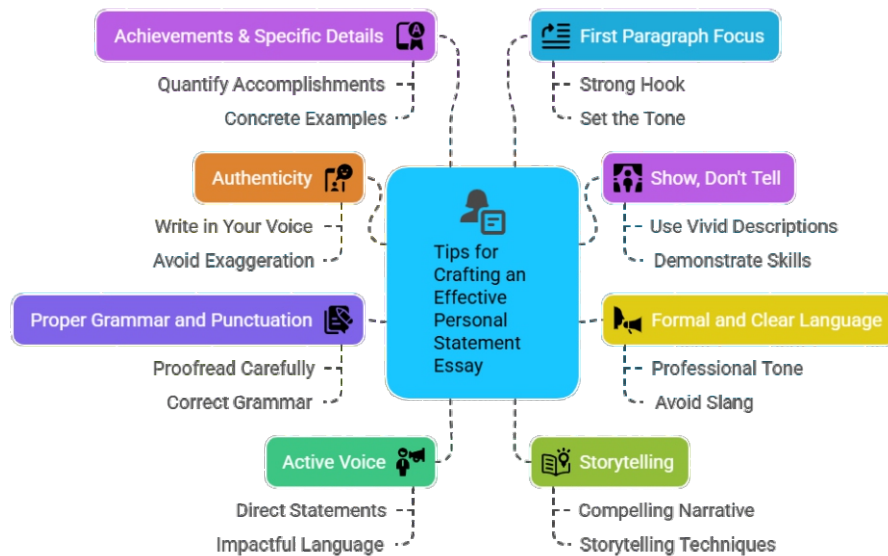 Achievements & Specific Details
Quantify Accomplishments
Concrete Examples
First Paragraph Focus
Strong Hook
Set the Tone
Authenticity
Write in Your Voice
Avoid Exaggeration
Show, Don't Tell
Use Vivid Descriptions
Demonstrate Skills
Tips for
Crafting an
Effective
Personal
Statement
Essay
Proper Grammar and Punctuation
Proofread Carefully
Correct Grammar
Formal and Clear Language
Professional Tone
Avoid Slang
Active Voice
Direct Statements
Impactful Language
Storytelling
Compelling Narrative
Storytelling Techniques